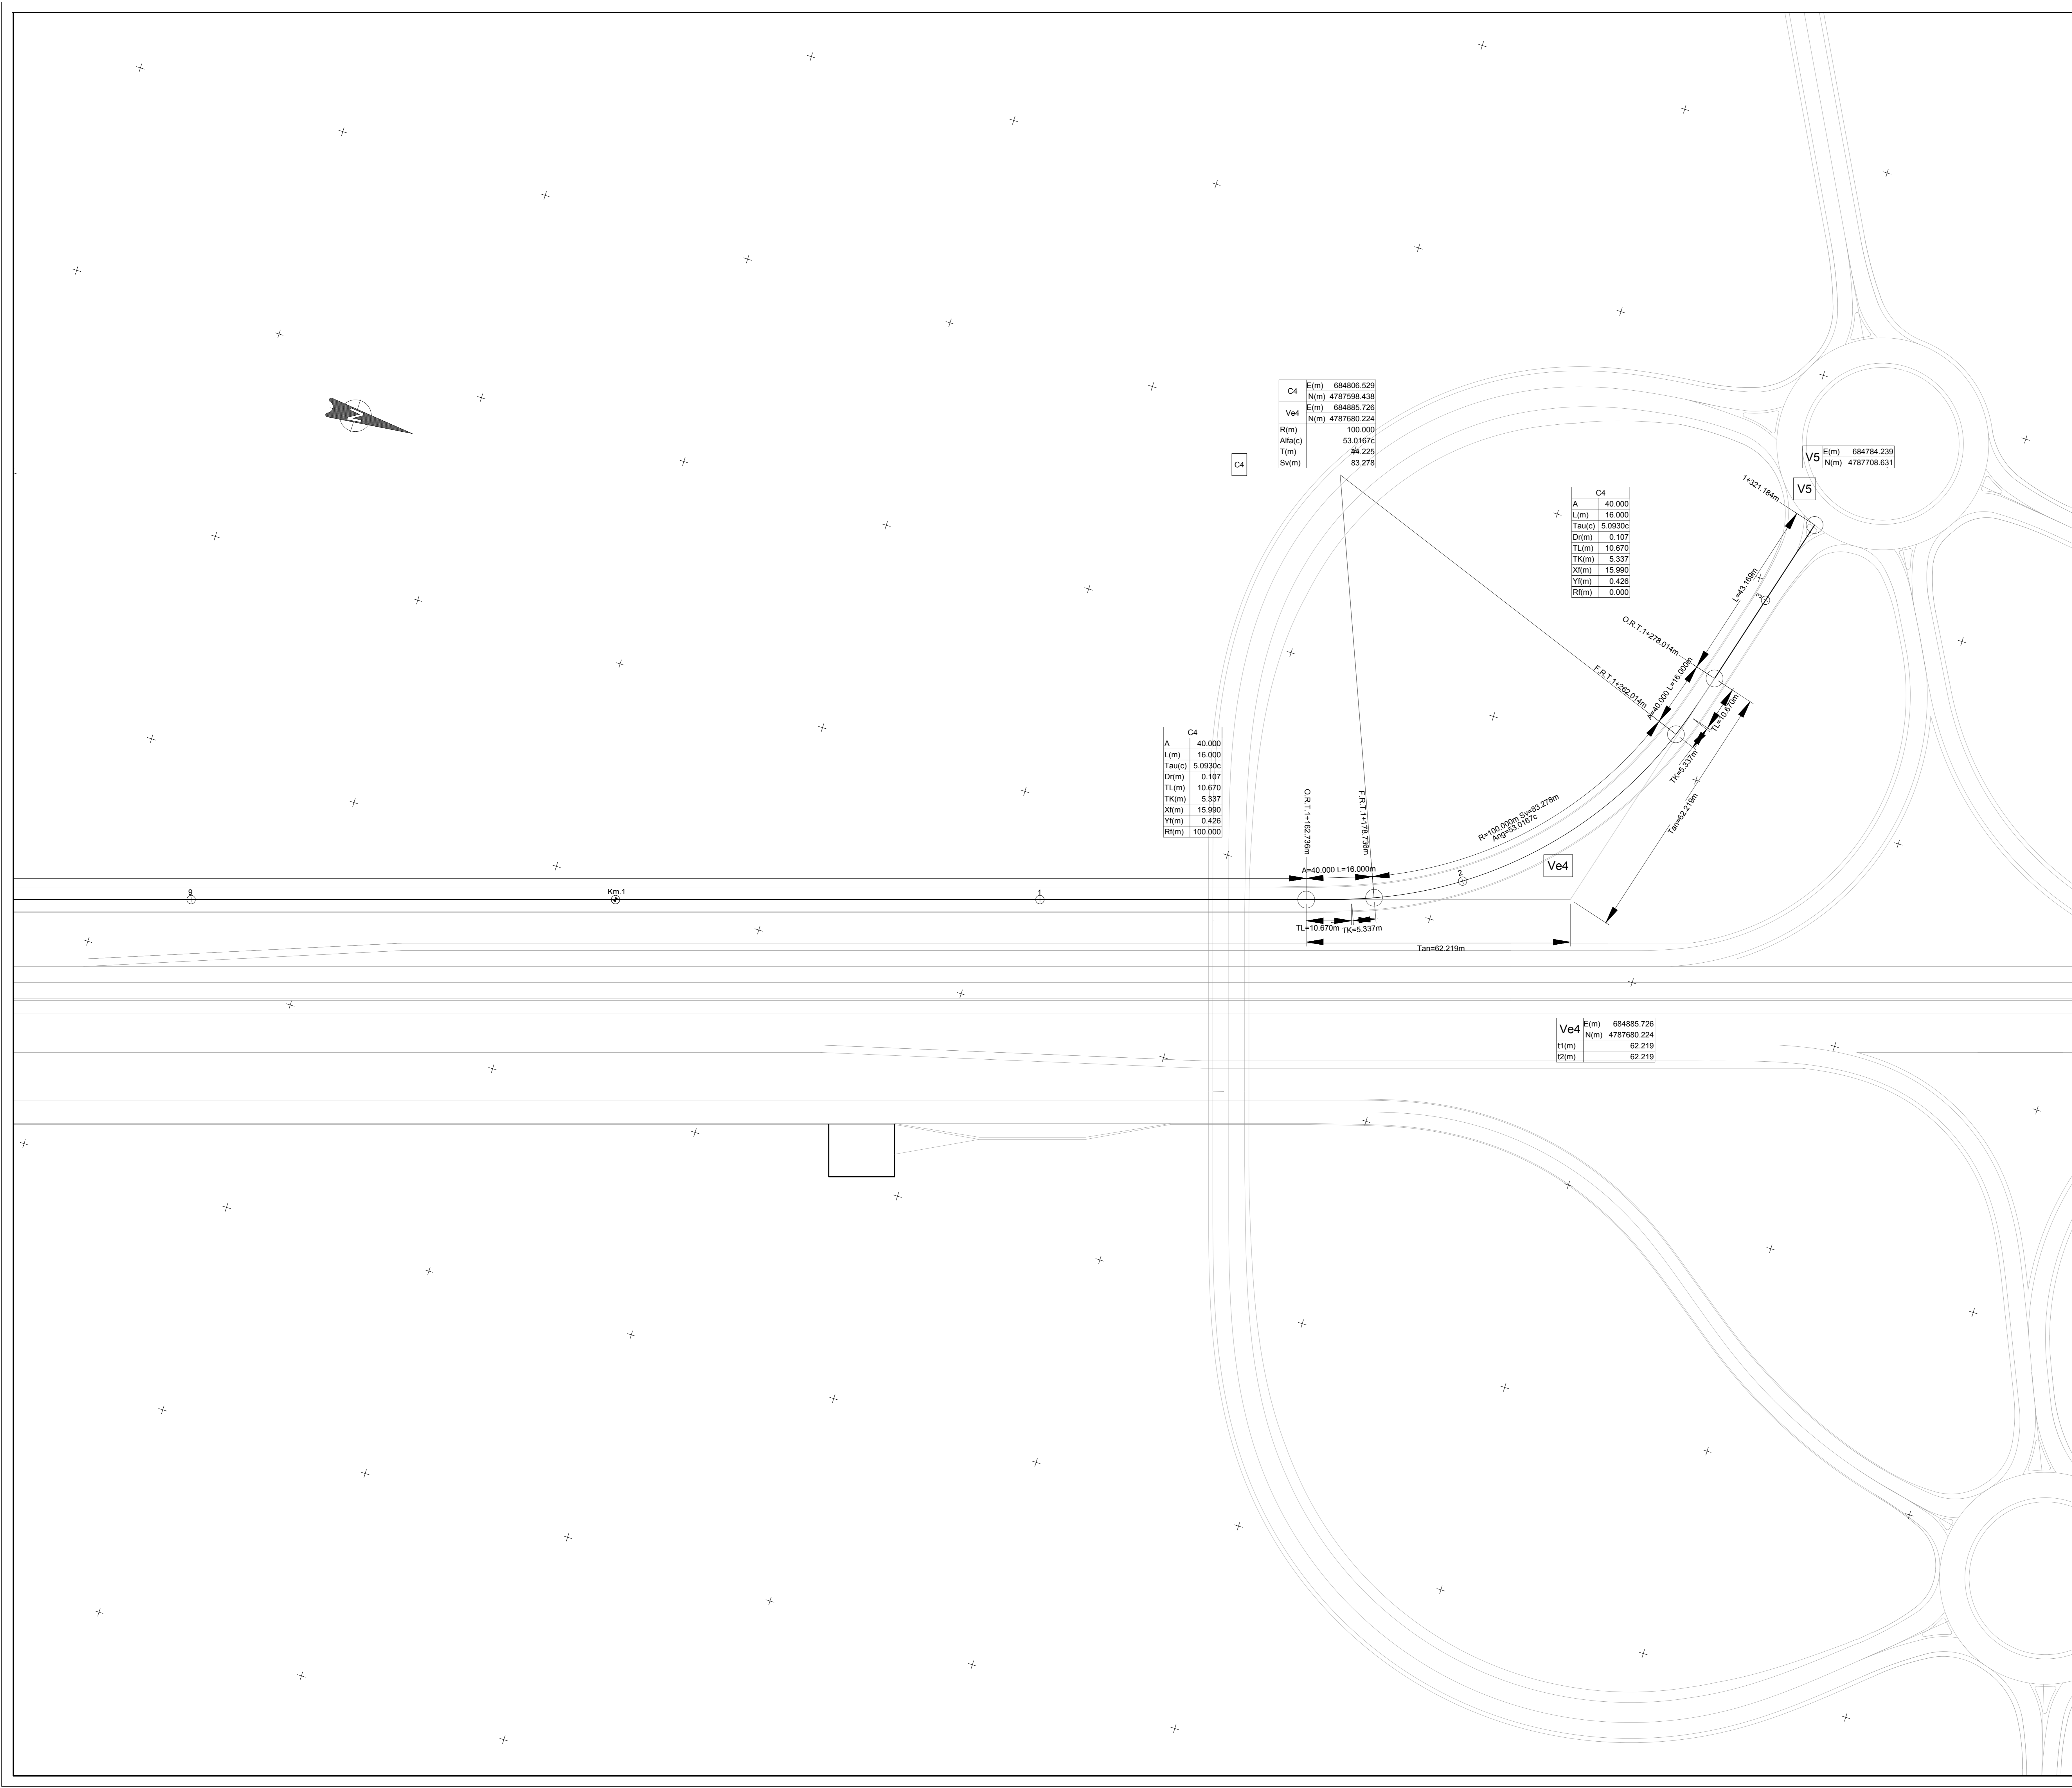 C4 E(m) 684806.529
N(m) 4787598.438
Ve4 E(m) 684885.726
N(m) 4787680.224
R(m) 100.000
Alfa(c) 53.0167c
T(m) 44.225
Sv(m) 83.278
N
C4
V5 E(m) 684784.239
N(m) 4787708.631
V5
1+321.184m
C4
A 40.000
L(m) 16.000
Tau(c) 5.0930c
Dr(m) 0.107
TL(m) 10.670
TK(m) 5.337
Xf(m) 15.990
Yf(m) 0.426
Rf(m) 0.000
L=43.169m
3
O.R.T.1+278.014m
F.R.T.1+262.014m
A=40.000 L=16.000m
TL=10.670m
TK=5.337m
Tan=62.219m
C4
A 40.000
L(m) 16.000
Tau(c) 5.0930c
Dr(m) 0.107
TL(m) 10.670
TK(m) 5.337
Xf(m) 15.990
Yf(m) 0.426
Rf(m) 100.000
O.R.T.1+162.736m
F.R.T.1+178.736m
R=100.000m Sv=83.278m
Ang=53.0167c
Ve4
A=40.000 L=16.000m
2
9
Km.1
1
TL=10.670m
TK=5.337m
Tan=62.219m
Ve4 E(m) 684885.726
N(m) 4787680.224
t1(m) 62.219
t2(m) 62.219